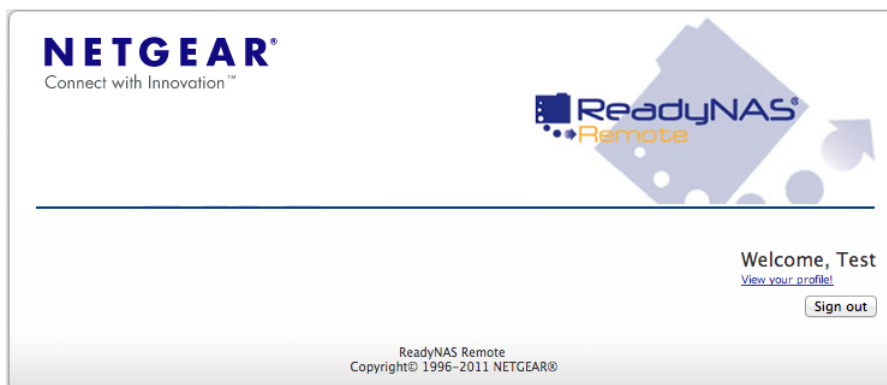 NETGEAR®
Connect with Innovation™
ReadyNAS®
Remote
Welcome, Test
View your profile!
Sign out
ReadyNAS Remote
Copyright© 1996-2011 NETGEAR®